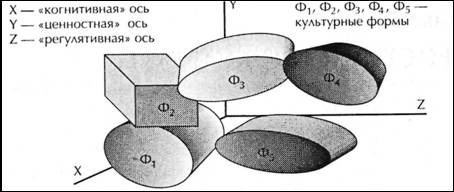 X — «когнитивная» ось
Y — «ценностная» ось
Z — «регулятивная» ось
Y
Ф₁, Ф₂, Ф₃, Ф₄, Ф₅ —
культурные формы
Ф₃
Ф₄
Ф₂
Z
Ф₁
Ф₅
X